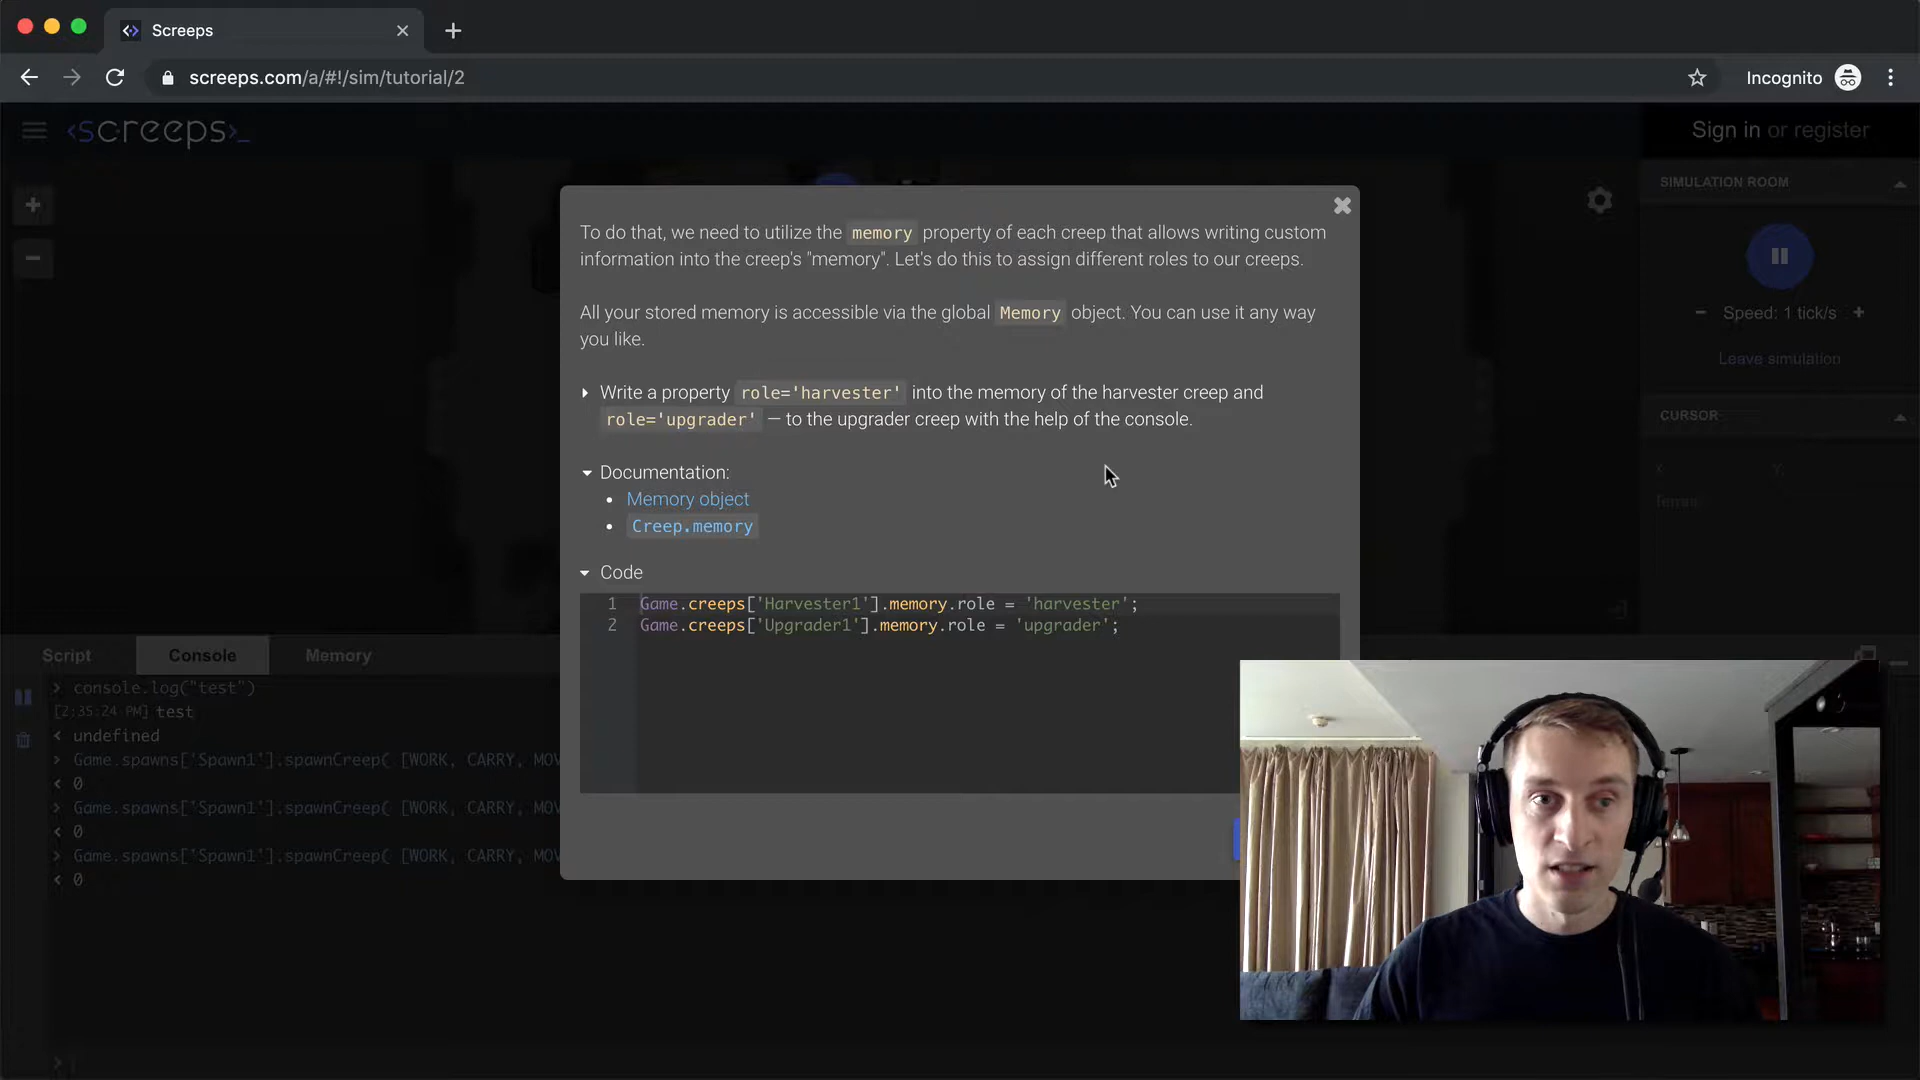 Screeps
screeps.com/a/#!/sim/tutorial/2
Incognito
<screeps>_
Sign in or register
SIMULATION ROOM
Speed: 1 tick/s
Leave simulation
CURSOR
X:
Y:
Terrain:
To do that, we need to utilize the memory property of each creep that allows writing custom
information into the creep's "memory". Let's do this to assign different roles to our creeps.
All your stored memory is accessible via the global Memory object. You can use it any way
you like.
Write a property role='harvester' into the memory of the harvester creep and
role='upgrader' — to the upgrader creep with the help of the console.
Documentation:
Memory object
Creep.memory
Code
1 Game.creeps['Harvester1'].memory.role = 'harvester';
2 Game.creeps['Upgrader1'].memory.role = 'upgrader';
Script Console Memory
> console.log("test")
[2:35:24 PM] test
< undefined
> Game.spawns['Spawn1'].spawnCreep( [WORK, CARRY, MOV
< 0
> Game.spawns['Spawn1'].spawnCreep( [WORK, CARRY, MOV
< 0
> Game.spawns['Spawn1'].spawnCreep( [WORK, CARRY, MOV
< 0
>